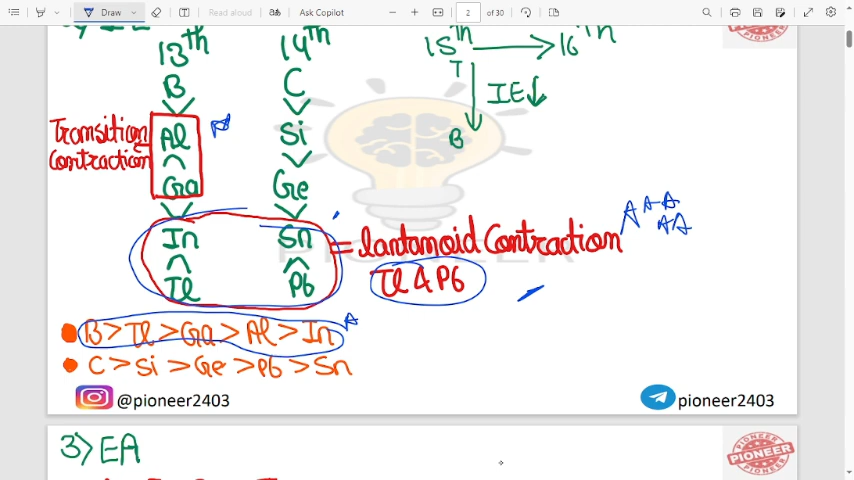 Draw
Read aloud
Ask Copilot
2
of 30
13th
14th
15th → 16th
B
C
T
IE↓
Transition
Contraction
Al
Si
B
Ga
Ge
In
Sn
= lantanoid Contraction
Tl
Pb
Tl & Pb
B > Tl > Ga > Al > In
C > Si > Ge > Pb > Sn
@pioneer2403
pioneer2403
3) EA
PIONEER